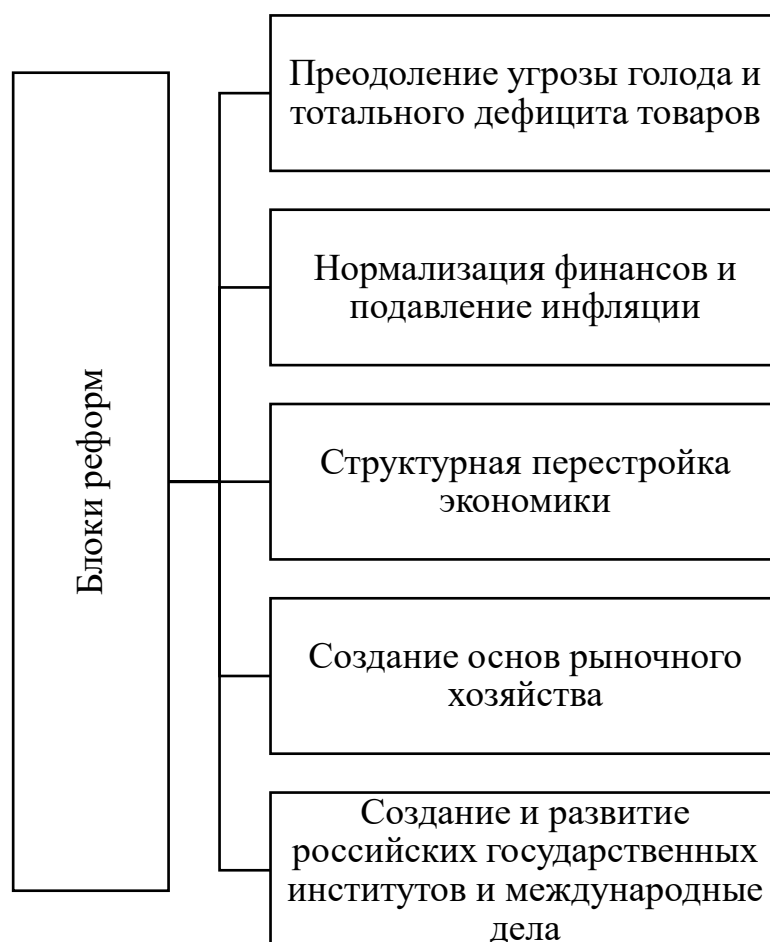 Блоки реформ
Преодоление угрозы голода и
тотального дефицита товаров
Нормализация финансов и
подавление инфляции
Структурная перестройка
экономики
Создание основ рыночного
хозяйства
Создание и развитие
российских государственных
институтов и международные
дела